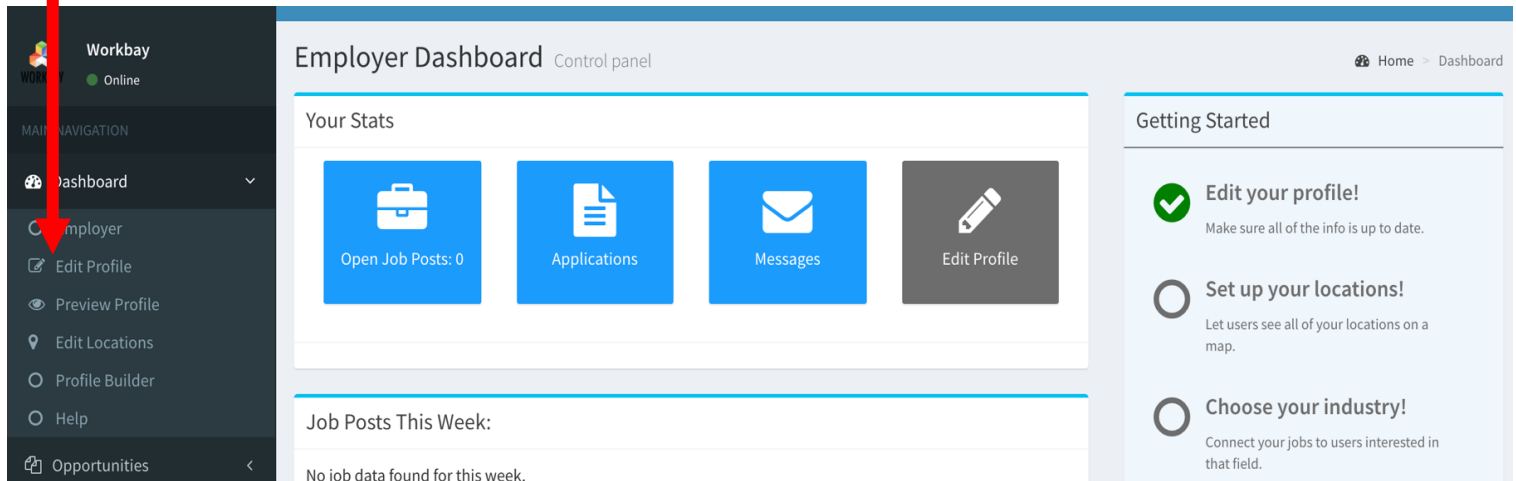 Workbay
Online
MAIN NAVIGATION
Dashboard
Employer
Edit Profile
Preview Profile
Edit Locations
Profile Builder
Help
Opportunities
Employer Dashboard Control panel
Home > Dashboard
Your Stats
Open Job Posts: 0
Applications
Messages
Edit Profile
Job Posts This Week:
No job data found for this week.
Getting Started
Edit your profile!
Make sure all of the info is up to date.
Set up your locations!
Let users see all of your locations on a
map.
Choose your industry!
Connect your jobs to users interested in
that field.